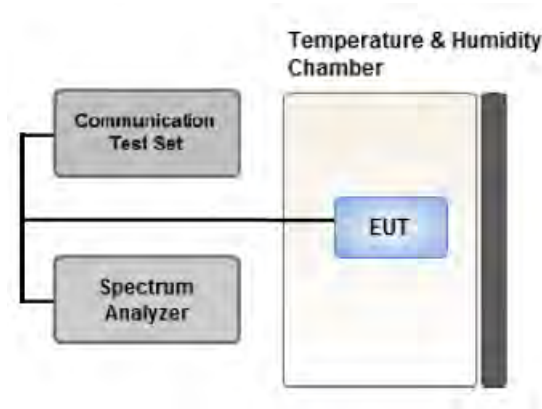 Temperature & Humidity
Chamber
Communication
Test Set
EUT
Spectrum
Analyzer